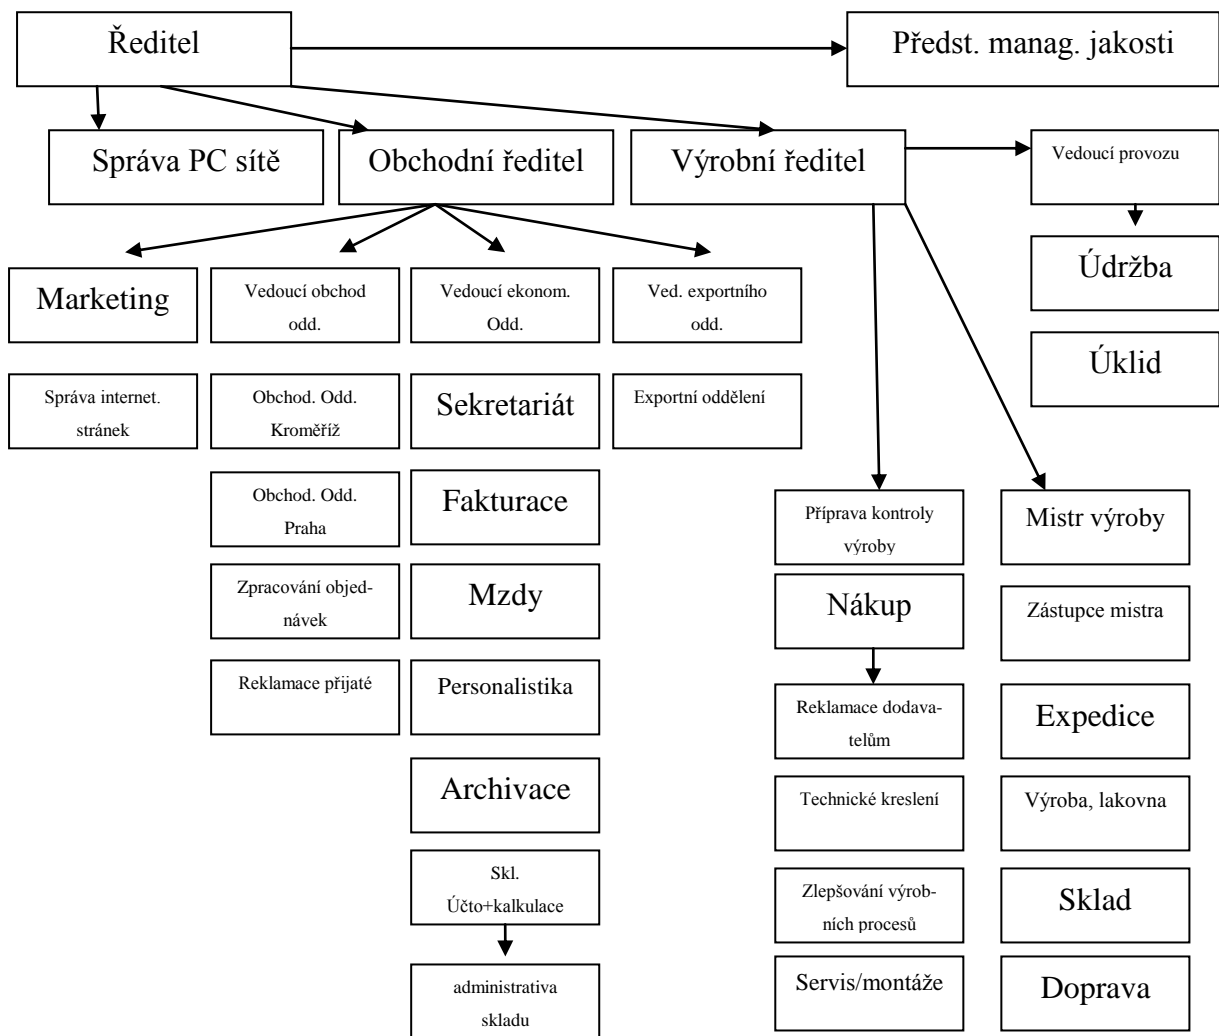 Ředitel
Předst. manag. jakosti
Správa PC sítě
Obchodní ředitel
Výrobní ředitel
Vedoucí provozu
Údržba
Úklid
Marketing
Vedoucí obchod
odd.
Vedoucí ekonom.
Odd.
Ved. exportního
odd.
Správa internet.
stránek
Obchod. Odd.
Kroměříž
Sekretariát
Exportní oddělení
Obchod. Odd.
Praha
Fakturace
Příprava kontroly
výroby
Mistr výroby
Zpracování objed-
návek
Mzdy
Nákup
Zástupce mistra
Reklamace přijaté
Personalistika
Reklamace dodava-
telům
Expedice
Archivace
Technické kreslení
Výroba, lakovna
Skl.
Účto+kalkulace
Zlepšování výrob-
ních procesů
Sklad
administrativa
skladu
Servis/montáže
Doprava